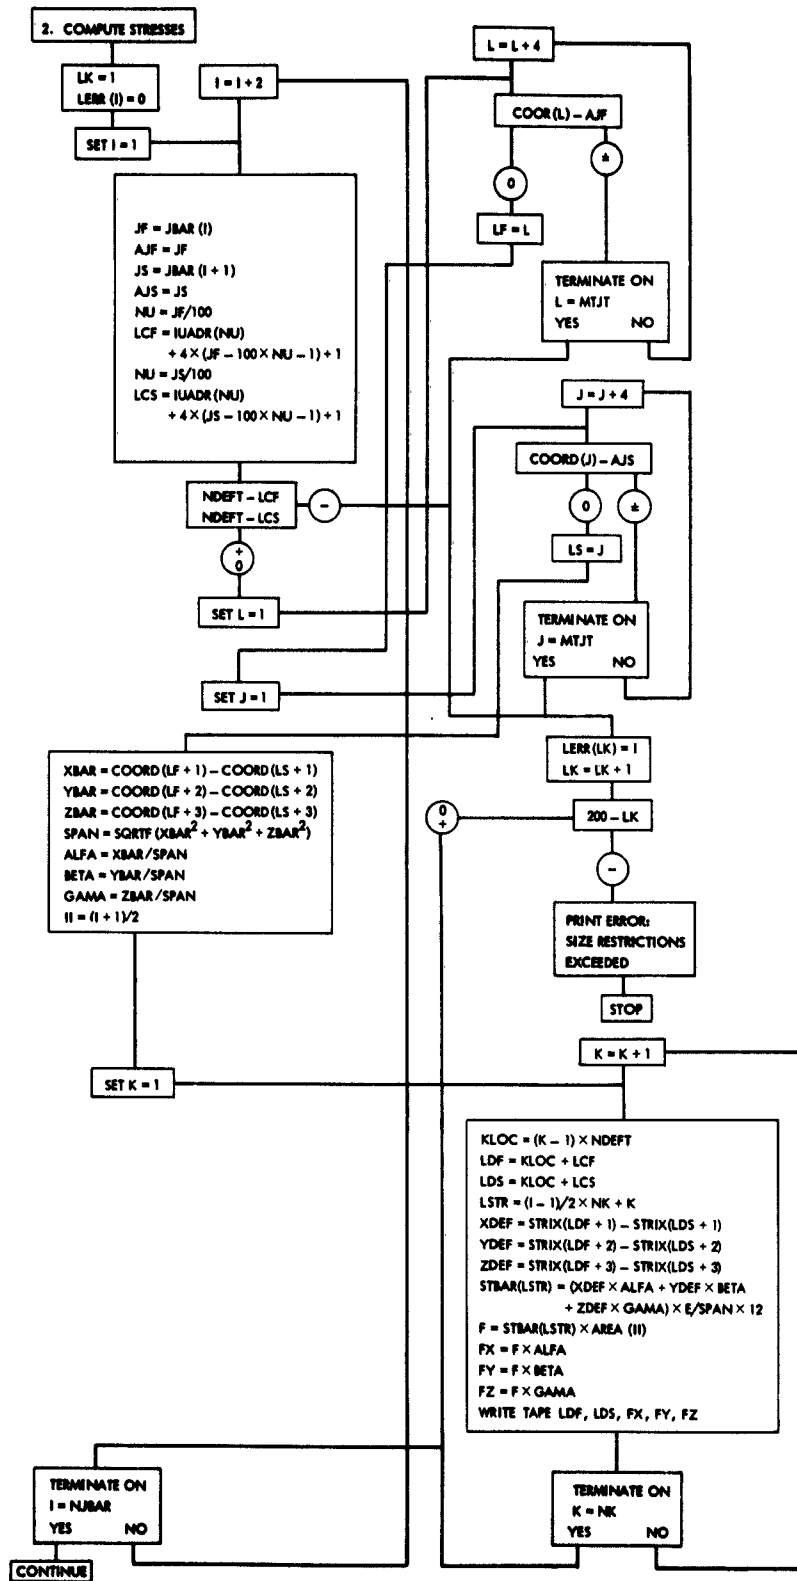 2. COMPUTE STRESSES
LK = 1
LERR (I) = 0
SET I = 1
I = I + 2
JF = JBAR (I)
AJF = JF
JS = JBAR (I + 1)
AJS = JS
NU = JF/100
LCF = IUADR (NU)
+ 4 × (JF - 100 × NU - 1) + 1
NU = JS/100
LCS = IUADR (NU)
+ 4 × (JS - 100 × NU - 1) + 1
NDEFT - LCF
NDEFT - LCS
-
+
0
SET L = 1
SET J = 1
L = L + 4
COOR (L) - AJF
0
±
LF = L
TERMINATE ON
L = MTJT
YES NO
J = J + 4
COORD (J) - AJS
0
±
LS = J
TERMINATE ON
J = MTJT
YES NO
LERR (LK) = I
LK = LK + 1
200 - LK
0
+
-
PRINT ERROR:
SIZE RESTRICTIONS
EXCEEDED
STOP
XBAR = COORD (LF + 1) - COORD (LS + 1)
YBAR = COORD (LF + 2) - COORD (LS + 2)
ZBAR = COORD (LF + 3) - COORD (LS + 3)
SPAN = SQRTF (XBAR² + YBAR² + ZBAR²)
ALFA = XBAR/SPAN
BETA = YBAR/SPAN
GAMA = ZBAR/SPAN
II = (I + 1)/2
SET K = 1
K = K + 1
KLOC = (K - 1) × NDEFT
LDF = KLOC + LCF
LDS = KLOC + LCS
LSTR = (I - 1)/2 × NK + K
XDEF = STRIX(LDF + 1) - STRIX(LDS + 1)
YDEF = STRIX(LDF + 2) - STRIX(LDS + 2)
ZDEF = STRIX(LDF + 3) - STRIX(LDS + 3)
STBAR(LSTR) = (XDEF × ALFA + YDEF × BETA
+ ZDEF × GAMA) × E/SPAN × 12
F = STBAR(LSTR) × AREA (II)
FX = F × ALFA
FY = F × BETA
FZ = F × GAMA
WRITE TAPE LDF, LDS, FX, FY, FZ
TERMINATE ON
K = NK
YES NO
TERMINATE ON
I = NJBAR
YES NO
CONTINUE